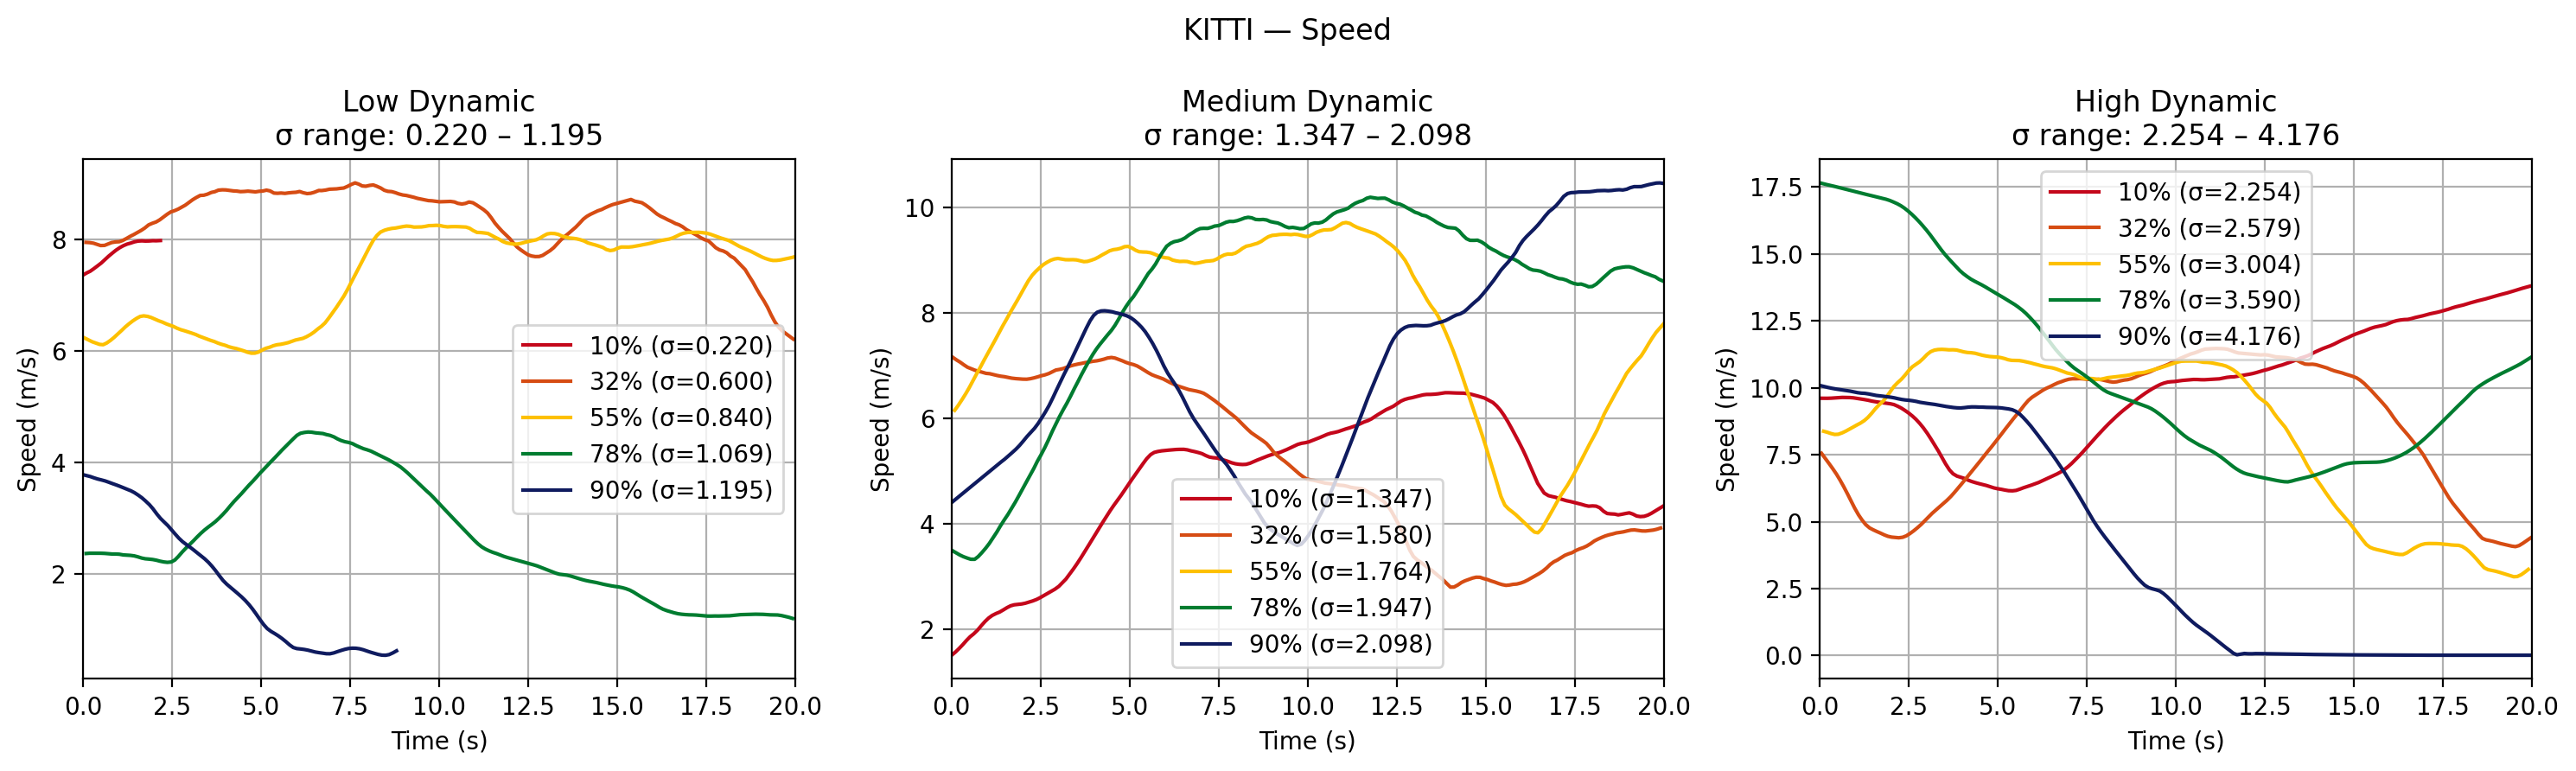 KITTI — Speed
Low Dynamic
σ range: 0.220 – 1.195
Speed (m/s)
8
6
4
2
10% (σ=0.220)
32% (σ=0.600)
55% (σ=0.840)
78% (σ=1.069)
90% (σ=1.195)
0.0 2.5 5.0 7.5 10.0 12.5 15.0 17.5 20.0
Time (s)
Medium Dynamic
σ range: 1.347 – 2.098
Speed (m/s)
10
8
6
4
2
10% (σ=1.347)
32% (σ=1.580)
55% (σ=1.764)
78% (σ=1.947)
90% (σ=2.098)
0.0 2.5 5.0 7.5 10.0 12.5 15.0 17.5 20.0
Time (s)
High Dynamic
σ range: 2.254 – 4.176
Speed (m/s)
17.5
15.0
12.5
10.0
7.5
5.0
2.5
0.0
10% (σ=2.254)
32% (σ=2.579)
55% (σ=3.004)
78% (σ=3.590)
90% (σ=4.176)
0.0 2.5 5.0 7.5 10.0 12.5 15.0 17.5 20.0
Time (s)